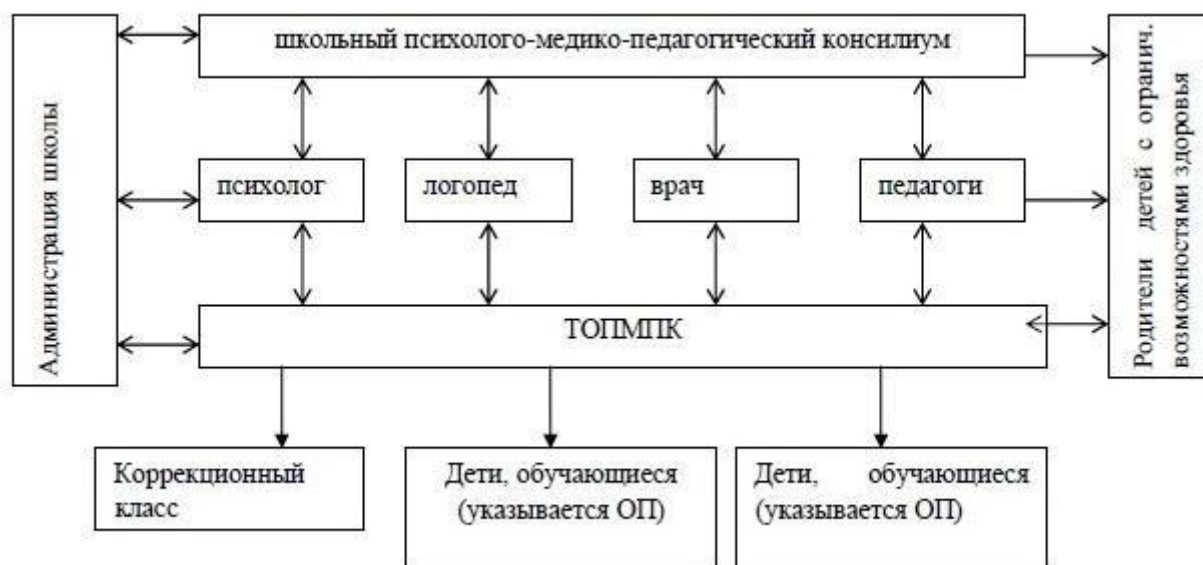 Администрация школы
школьный психолого-медико-педагогический консилиум
Родители детей с огранич.
возможностями здоровья
психолог
логопед
врач
педагоги
ТОПМПК
Коррекционный
класс
Дети, обучающиеся
(указывается ОП)
Дети, обучающиеся
(указывается ОП)